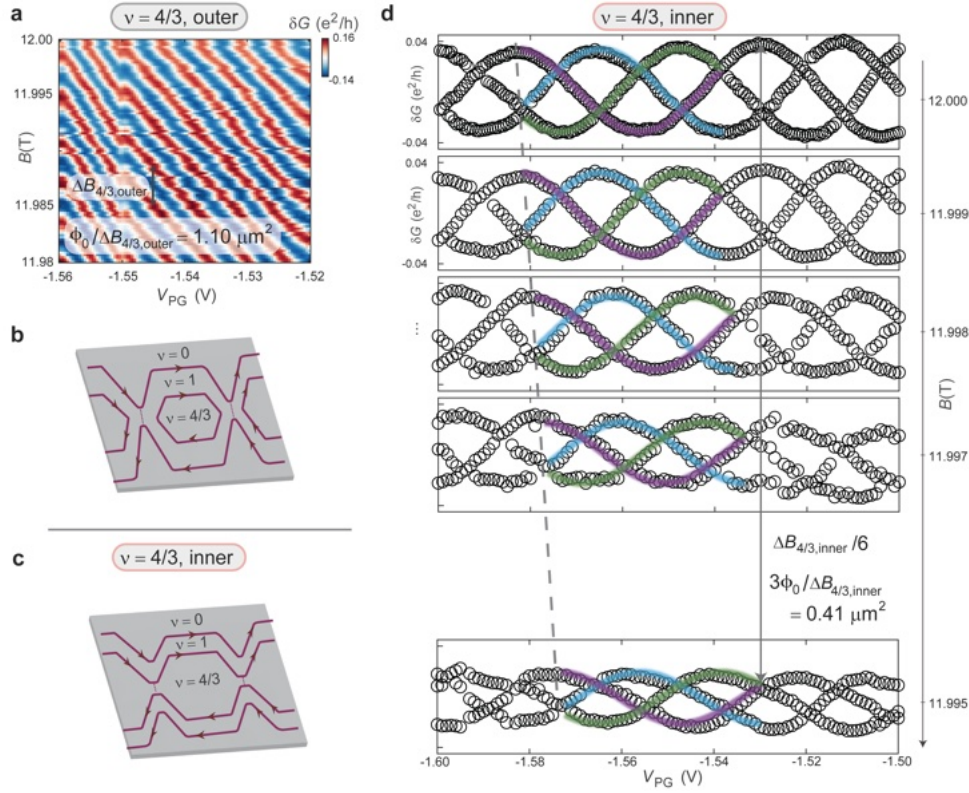 a
ν = 4/3, outer
δG (e²/h)
0.16
-0.14
12.00
11.995
11.985
11.98
B(T)
ΔB4/3,outer
ϕ0/ΔB4/3,outer = 1.10 μm²
-1.56
-1.55
-1.54
-1.53
-1.52
VPG (V)
b
ν = 0
ν = 1
ν = 4/3
c
ν = 4/3, inner
ν = 0
ν = 1
ν = 4/3
d
ν = 4/3, inner
0.04
δG (e²/h)
-0.04
12.000
0.04
δG (e²/h)
-0.04
11.999
...
11.998
B(T)
11.997
ΔB4/3,inner /6
3ϕ0/ΔB4/3,inner
= 0.41 μm²
11.995
-1.60
-1.58
-1.56
-1.54
-1.52
-1.50
VPG (V)